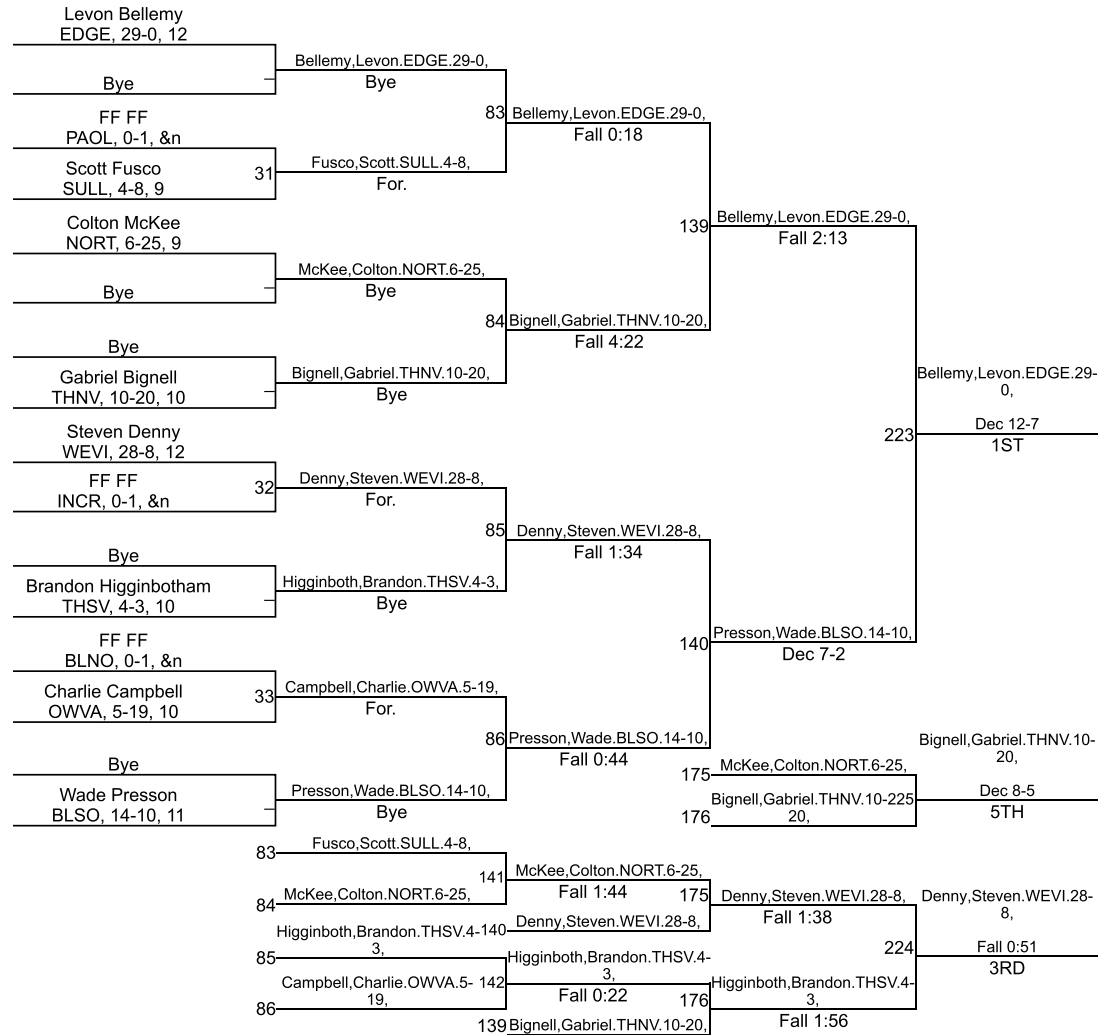 Levon Bellemy
EDGE, 29-0, 12
Bye
FF FF
PAOL, 0-1, &n
Scott Fusco
SULL, 4-8, 9
31
Colton McKee
NORT, 6-25, 9
Bye
Bye
Gabriel Bignell
THNV, 10-20, 10
Steven Denny
WEVI, 28-8, 12
FF FF
INCR, 0-1, &n
32
Bye
Brandon Higginbotham
THSV, 4-3, 10
FF FF
BLNO, 0-1, &n
Charlie Campbell
OWVA, 5-19, 10
33
Bye
Wade Presson
BLSO, 14-10, 11
Bellemy,Levon.EDGE.29-0,
Bye
83
Fusco,Scott.SULL.4-8,
For.
McKee,Colton.NORT.6-25,
Bye
84
Bignell,Gabriel.THNV.10-20,
Bye
Denny,Steven.WEVI.28-8,
For.
85
Higginboth,Brandon.THSV.4-3,
Bye
Campbell,Charlie.OWVA.5-19,
For.
86
Presson,Wade.BLSO.14-10,
Bye
Bellemy,Levon.EDGE.29-0,
Fall 0:18
139
Bignell,Gabriel.THNV.10-20,
Fall 4:22
Denny,Steven.WEVI.28-8,
Fall 1:34
140
Presson,Wade.BLSO.14-10,
Fall 0:44
Bellemy,Levon.EDGE.29-0,
Fall 2:13
223
Presson,Wade.BLSO.14-10,
Dec 7-2
Bellemy,Levon.EDGE.29-
0,
Dec 12-7
1ST
175
McKee,Colton.NORT.6-25,
176
Bignell,Gabriel.THNV.10-
20,
225
Bignell,Gabriel.THNV.10-
20,
Dec 8-5
5TH
83
Fusco,Scott.SULL.4-8,
84
McKee,Colton.NORT.6-25,
141
85
Higginboth,Brandon.THSV.4-
3,
86
Campbell,Charlie.OWVA.5-
19,
142
McKee,Colton.NORT.6-25,
Fall 1:44
140
Denny,Steven.WEVI.28-8,
175
Higginboth,Brandon.THSV.4-
3,
Fall 0:22
139
Bignell,Gabriel.THNV.10-20,
176
Denny,Steven.WEVI.28-8,
Fall 1:38
224
Higginboth,Brandon.THSV.4-
3,
Fall 1:56
Denny,Steven.WEVI.28-
8,
Fall 0:51
3RD